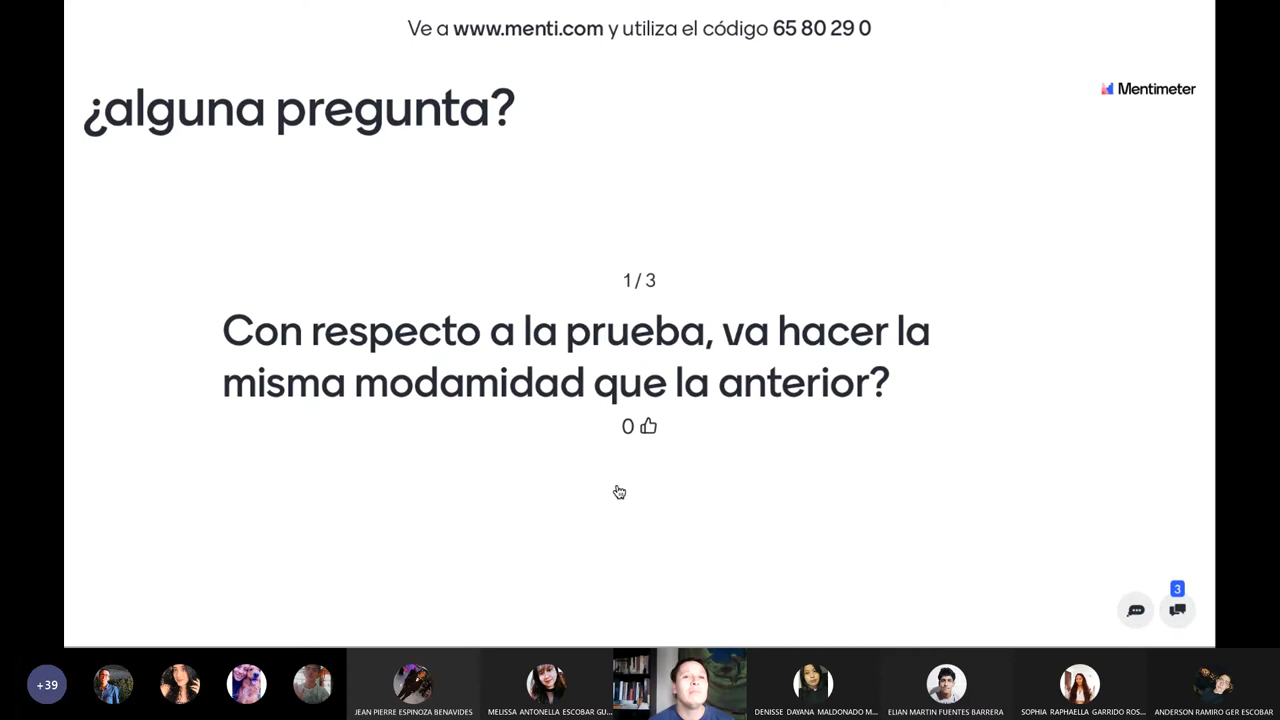 Ve a www.menti.com y utiliza el código 65 80 29 0
¿alguna pregunta?
Mentimeter
1 / 3
Con respecto a la prueba, va hacer la
misma modamidad que la anterior?
0
3
+39
JEAN PIERRE ESPINOZA BENAVIDES
MELISSA ANTONELLA ESCOBAR GU...
DENISSE DAYANA MALDONADO M...
ELIAN MARTIN FUENTES BARRERA
SOPHIA RAPHAELLA GARRIDO ROS...
ANDERSON RAMIRO GER ESCOBAR